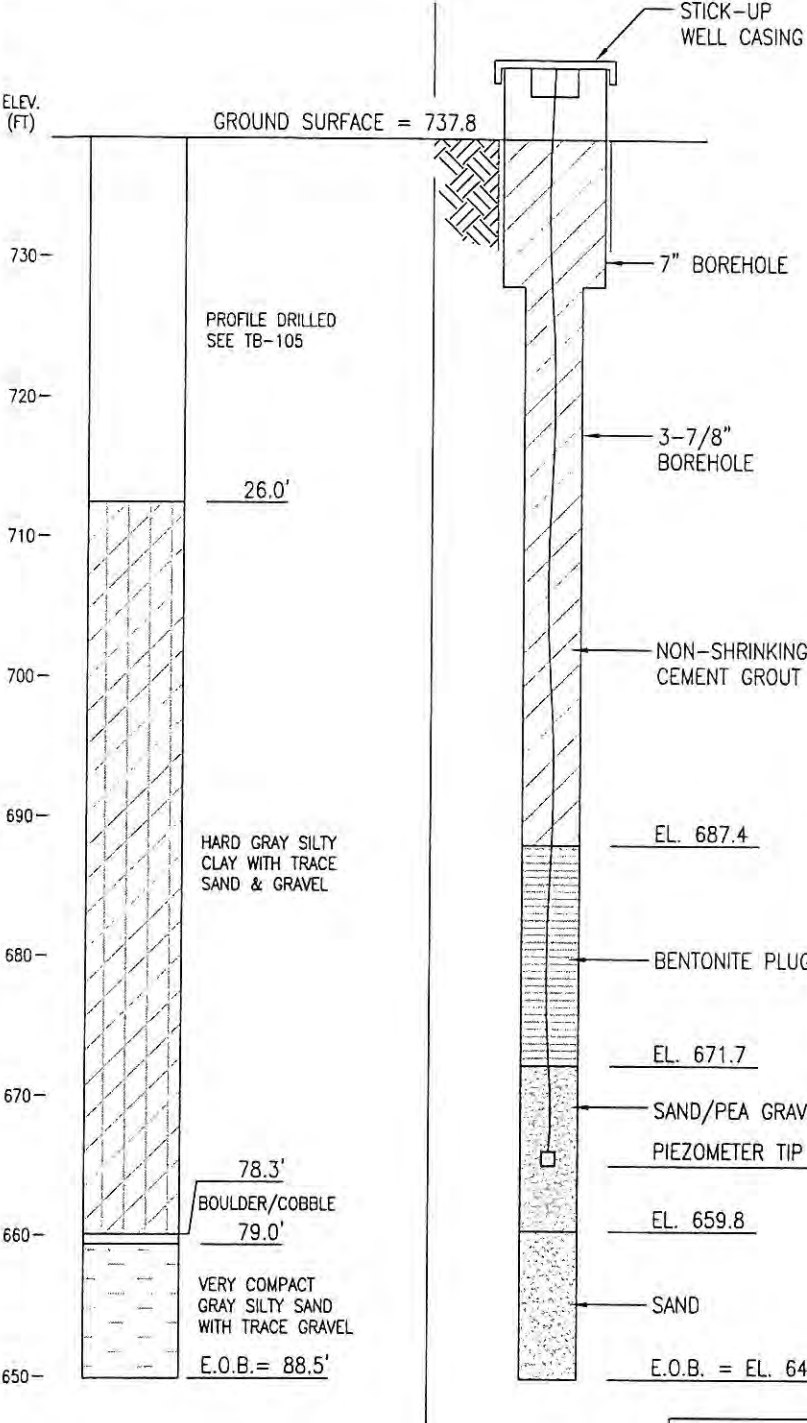 STICK-UP
WELL CASING
ELEV.
(FT)
GROUND SURFACE = 737.8
730
7" BOREHOLE
PROFILE DRILLED
SEE TB-105
720
3-7/8"
BOREHOLE
26.0'
710
700
NON-SHRINKING
CEMENT GROUT
690
EL. 687.4
HARD GRAY SILTY
CLAY WITH TRACE
SAND & GRAVEL
680
BENTONITE PLUG
EL. 671.7
670
SAND/PEA GRAV
PIEZOMETER TIP
78.3'
BOULDER/COBBLE
79.0'
660
EL. 659.8
VERY COMPACT
GRAY SILTY SAND
WITH TRACE GRAVEL
SAND
E.O.B.= 88.5'
650
E.O.B. = EL. 64